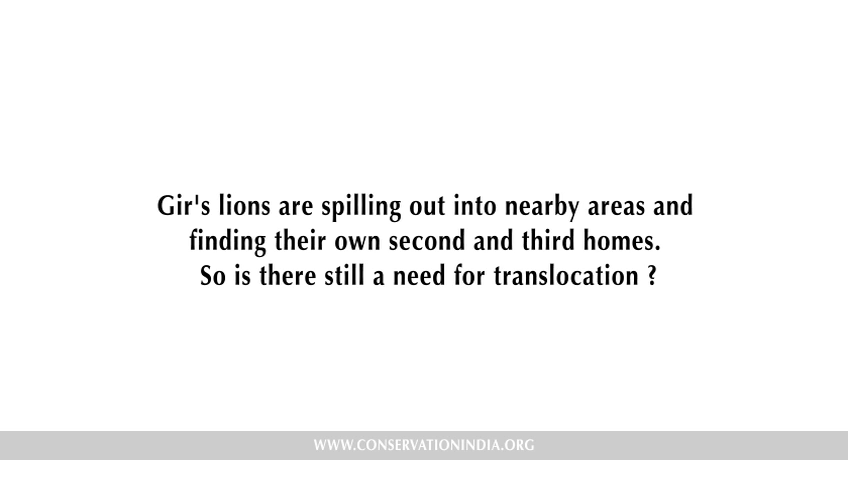 Gir's lions are spilling out into nearby areas and
finding their own second and third homes.
So is there still a need for translocation ?
WWW.CONSERVATIONINDIA.ORG